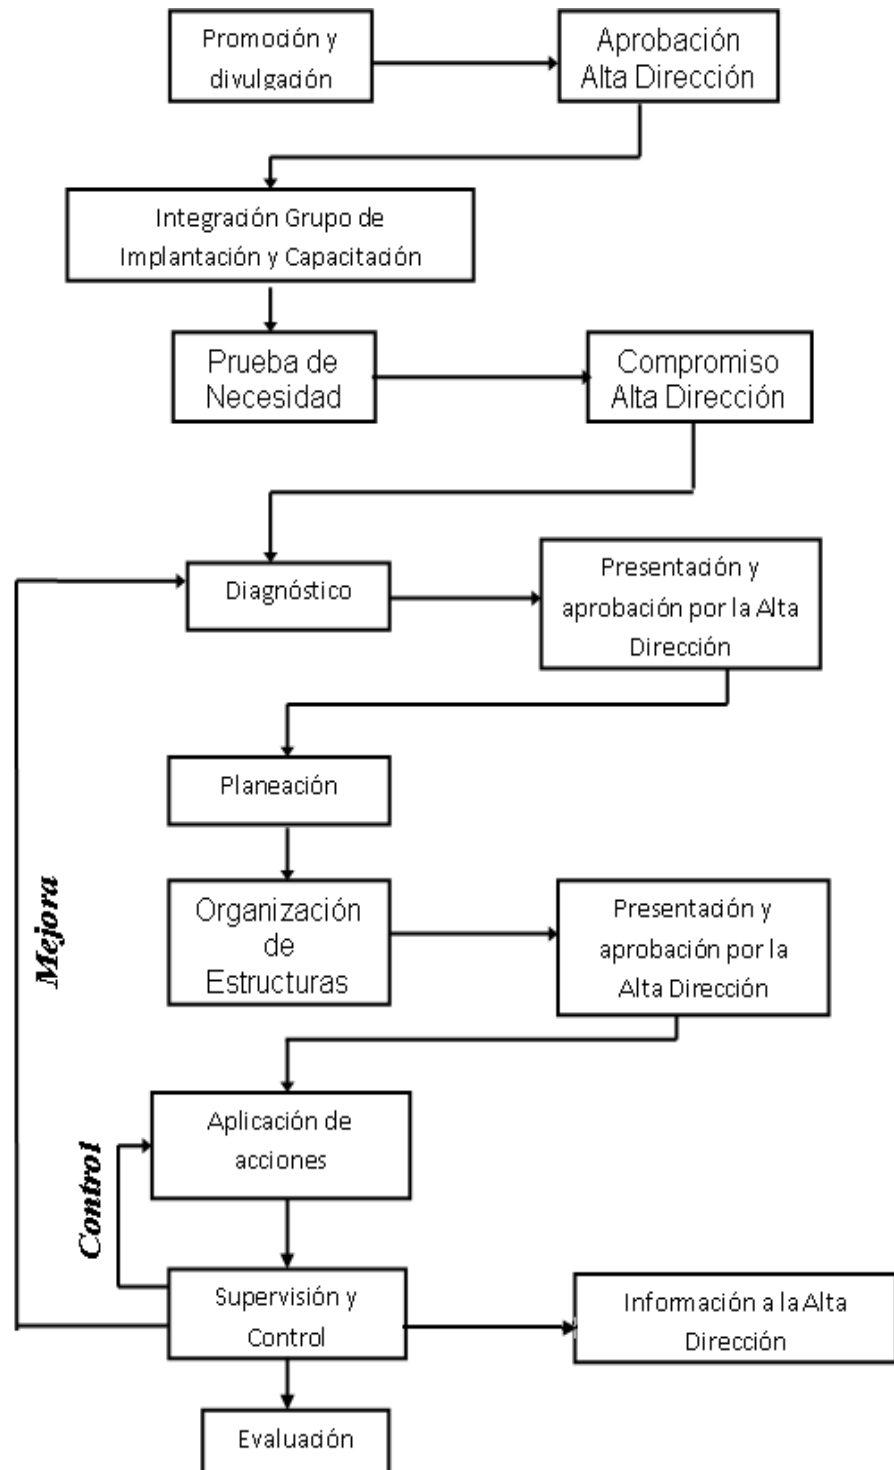 Promoción y
divulgación
Aprobación
Alta Dirección
Integración Grupo de
Implantación y Capacitación
Prueba de
Necesidad
Compromiso
Alta Dirección
Diagnóstico
Presentación y
aprobación por la Alta
Dirección
Planeación
Organización
de
Estructuras
Presentación y
aprobación por la
Alta Dirección
Mejora
Aplicación de
acciones
Control
Supervisión y
Control
Información a la Alta
Dirección
Evaluación